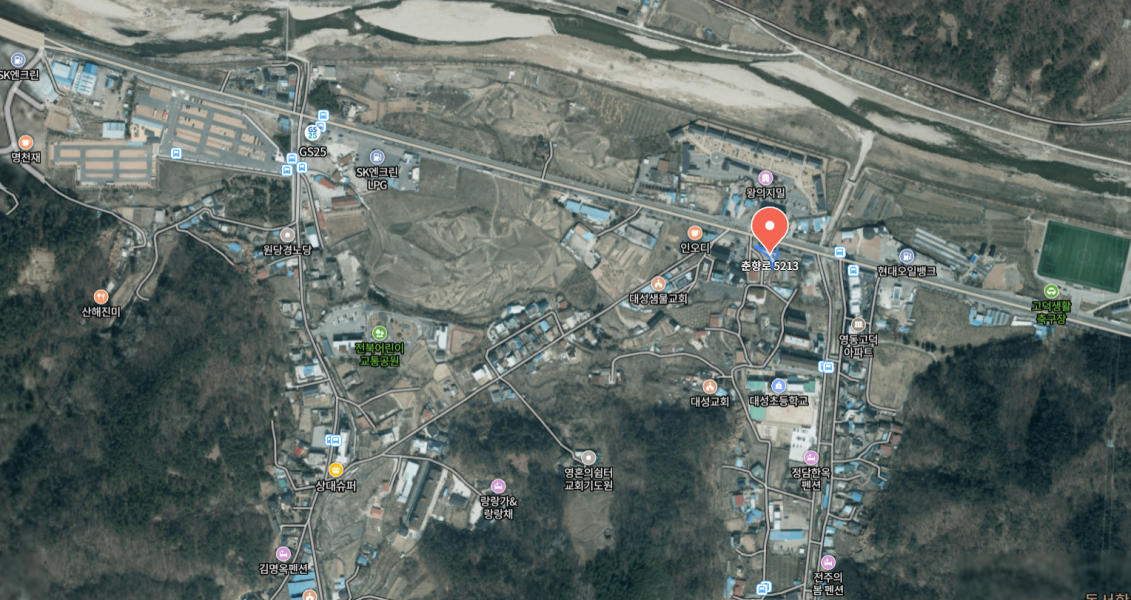 SK엔크린
명천재
GS
25
GS25
SK엔크린
LPG
왕의지밀
원당경노당
인오티
춘향로 5213
현대오일뱅크
산해진미
대성샘물교회
고덕생활
축구장
전북어린이
교통공원
영동고덕
아파트
대성교회
대성초등학교
상대슈퍼
영혼의쉼터
교회기도원
정담한옥
펜션
랑랑가&
랑랑채
김명옥펜션
전주의
봄 펜션